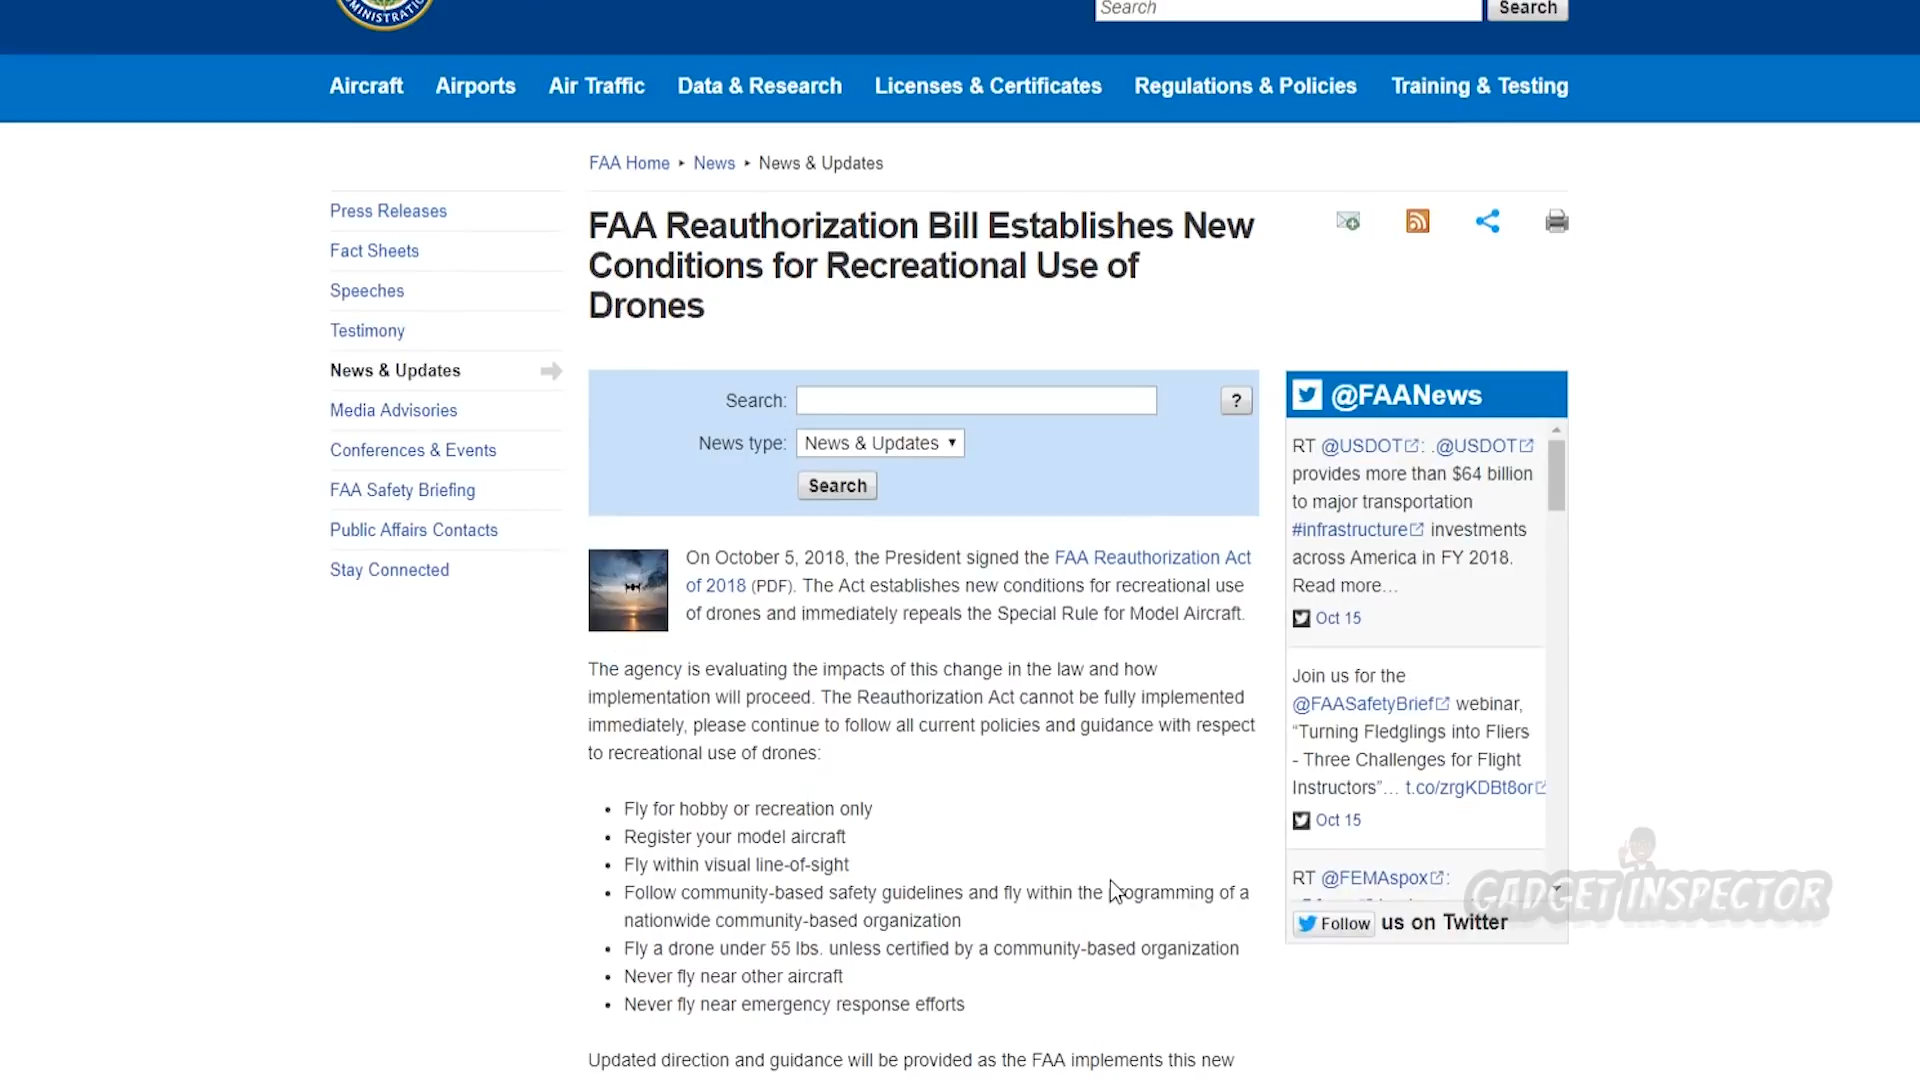 MINISTRATI
Search
Search
Aircraft Airports Air Traffic Data & Research Licenses & Certificates Regulations & Policies Training & Testing
FAA Home ▸ News ▸ News & Updates
Press Releases
Fact Sheets
Speeches
Testimony
News & Updates
Media Advisories
Conferences & Events
FAA Safety Briefing
Public Affairs Contacts
Stay Connected
FAA Reauthorization Bill Establishes New
Conditions for Recreational Use of
Drones
Search:
?
News type: News & Updates ▾
Search
On October 5, 2018, the President signed the FAA Reauthorization Act
of 2018 (PDF). The Act establishes new conditions for recreational use
of drones and immediately repeals the Special Rule for Model Aircraft.
The agency is evaluating the impacts of this change in the law and how
implementation will proceed. The Reauthorization Act cannot be fully implemented
immediately, please continue to follow all current policies and guidance with respect
to recreational use of drones:
• Fly for hobby or recreation only
• Register your model aircraft
• Fly within visual line-of-sight
• Follow community-based safety guidelines and fly within the programming of a
nationwide community-based organization
• Fly a drone under 55 lbs. unless certified by a community-based organization
• Never fly near other aircraft
• Never fly near emergency response efforts
Updated direction and guidance will be provided as the FAA implements this new
@FAANews
RT @USDOT: .@USDOT
provides more than $64 billion
to major transportation
#infrastructure investments
across America in FY 2018.
Read more…
Oct 15
Join us for the
@FAASafetyBrief webinar,
“Turning Fledglings into Fliers
- Three Challenges for Flight
Instructors”… t.co/zrgKDBt8or
Oct 15
RT @FEMAspox:
Follow us on Twitter
GADGET INSPECTOR